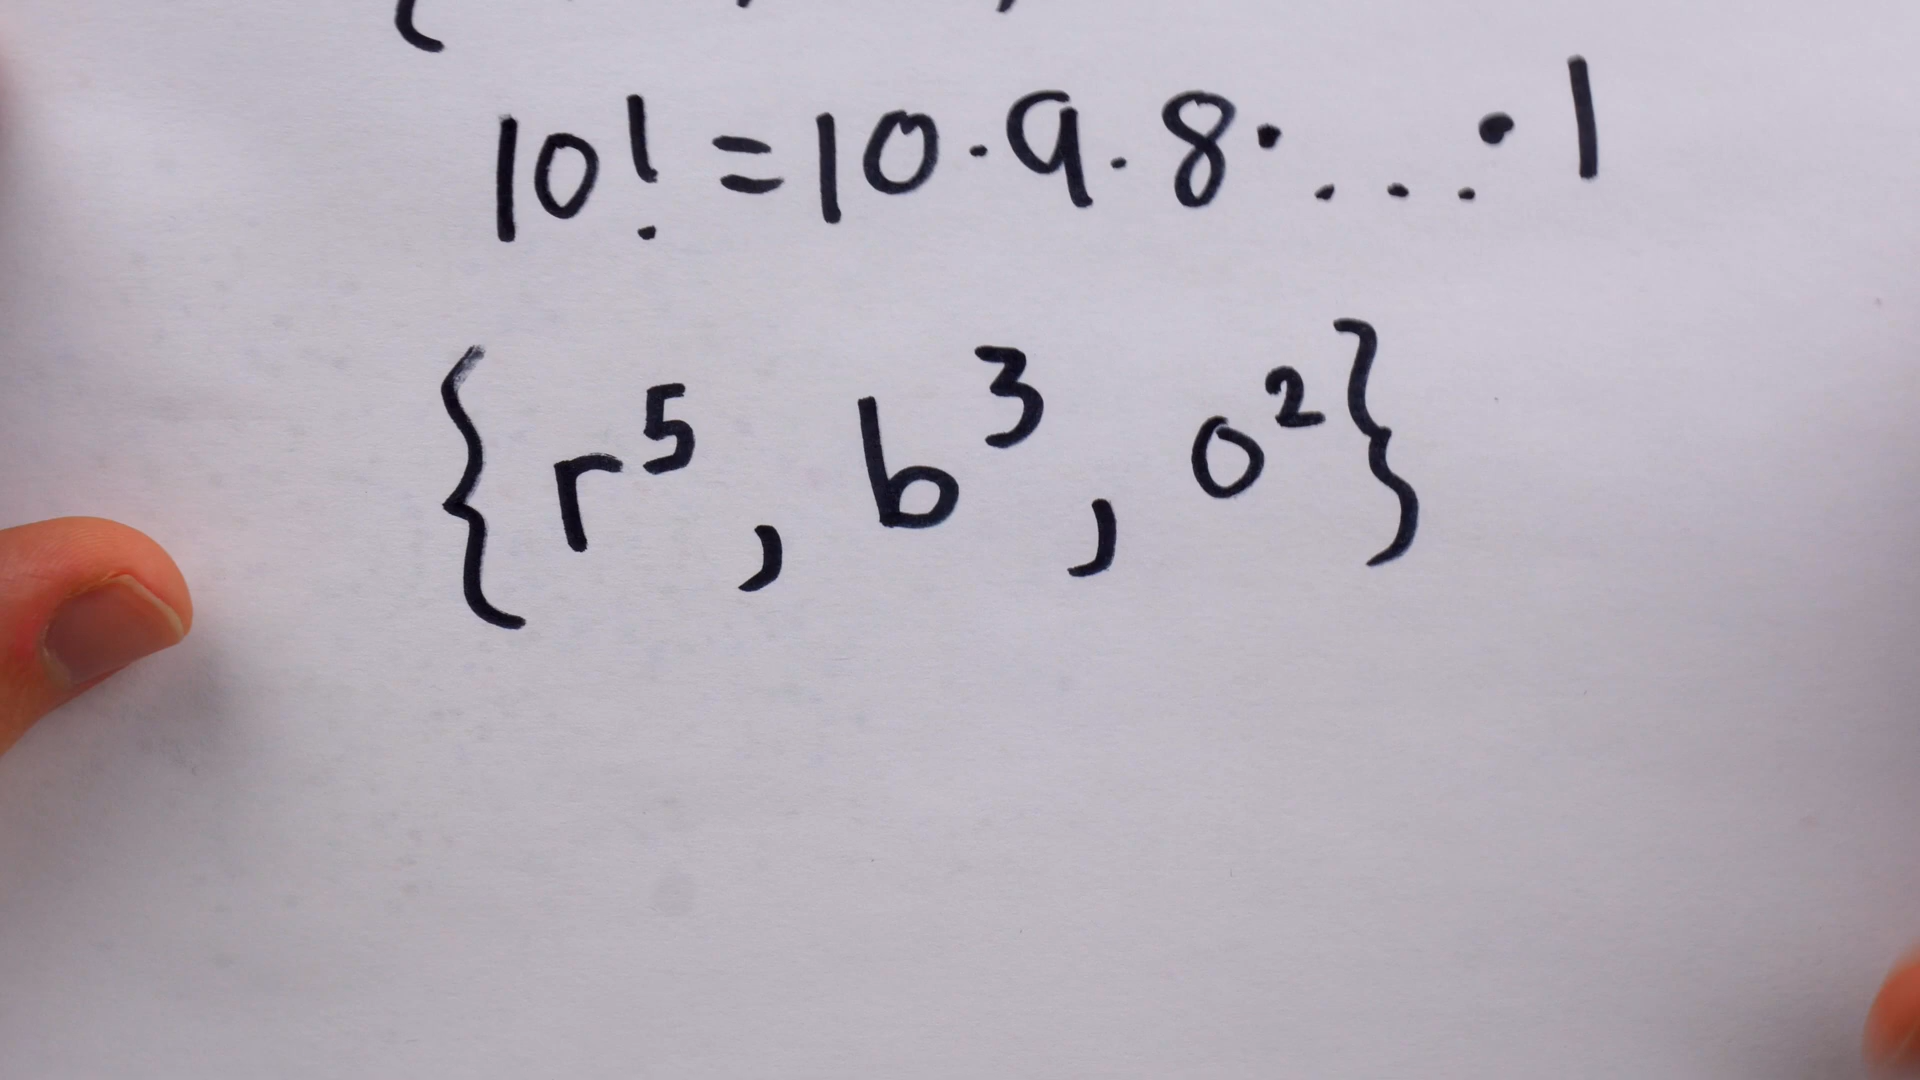 10! = 10 · 9 · 8 · ... · 1
{r⁵, b³, o²}